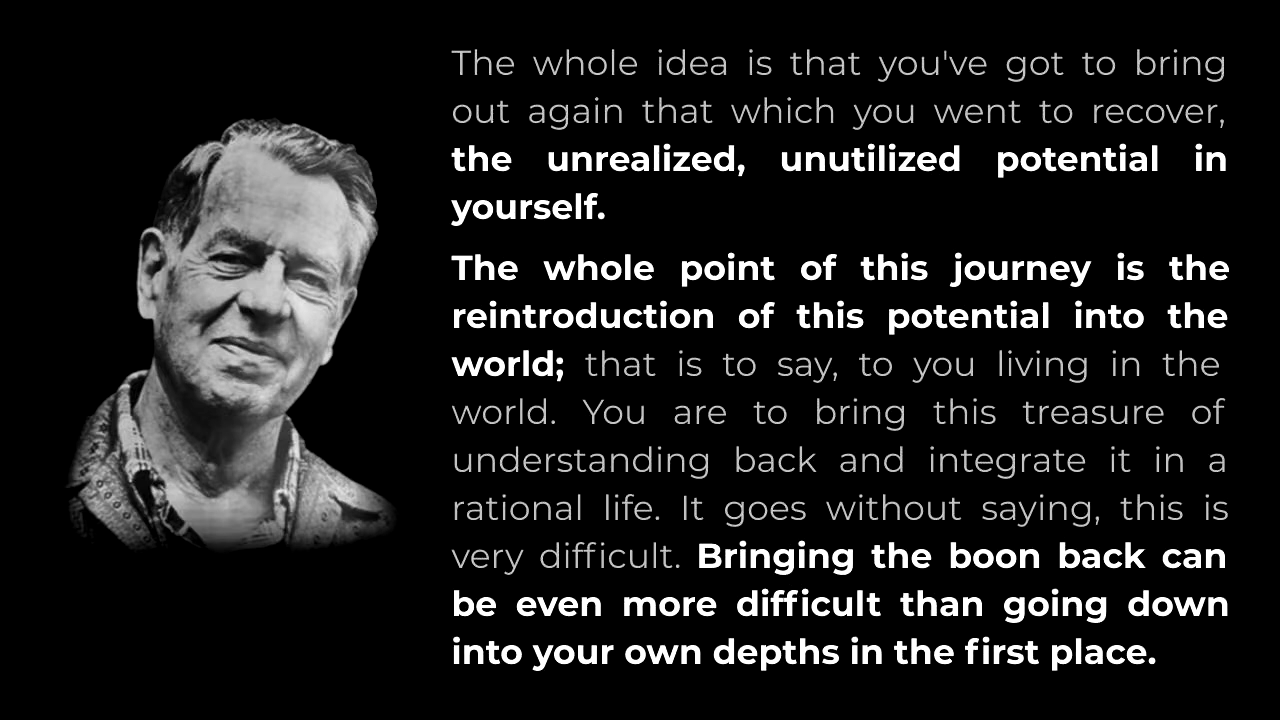 The whole idea is that you've got to bring
out again that which you went to recover,
the unrealized, unutilized potential in
yourself.
The whole point of this journey is the
reintroduction of this potential into the
world; that is to say, to you living in the
world. You are to bring this treasure of
understanding back and integrate it in a
rational life. It goes without saying, this is
very difficult. Bringing the boon back can
be even more difficult than going down
into your own depths in the first place.